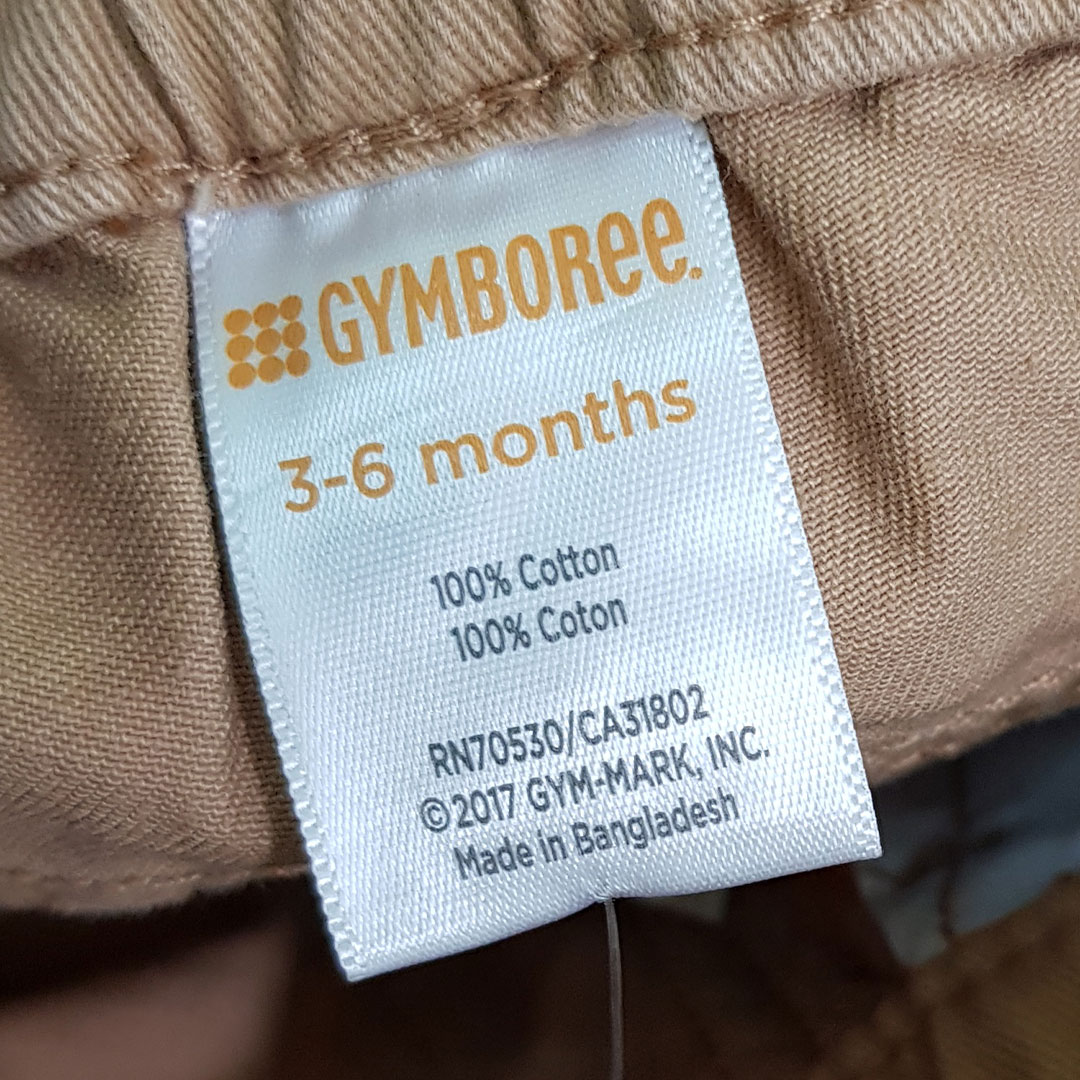 GYMBOREE.
3-6 months
100% Cotton
100% Coton
RN70530/CA31802
©2017 GYM-MARK, INC.
Made in Bangladesh